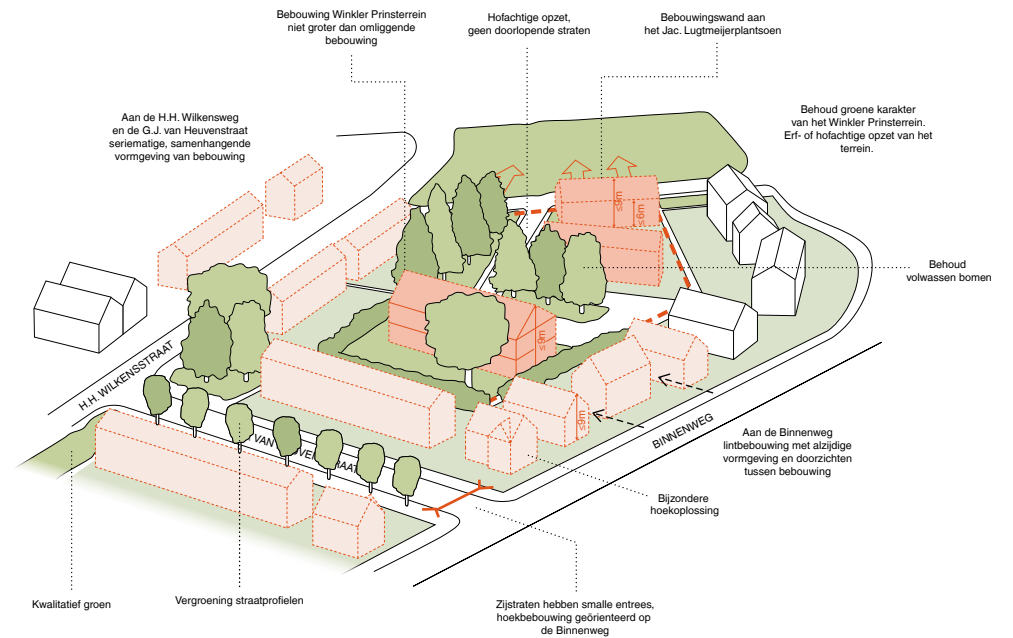 Bebouwing Winkler Prinsterrein
niet groter dan omliggende
bebouwing
Hofachtige opzet,
geen doorlopende straten
Bebouwingswand aan
het Jac. Lugtmeijerplantsoen
Aan de H.H. Wilkensweg
en de G.J. van Heuvenstraat
seriematige, samenhangende
vormgeving van bebouwing
Behoud groene karakter
van het Winkler Prinsterrein.
Erf- of hofachtige opzet van het
terrein.
≤9m
≤6m
Behoud
volwassen bomen
≤6m
H.H. WILKENSSTRAAT
≤9m
BINNENWEG
VAN
STRAAT
Aan de Binnenweg
lintbebouwing met alzijdige
vormgeving en doorzichten
tussen bebouwing
Bijzondere
hoekoplossing
Kwalitatief groen
Vergroening straatprofielen
Zijstraten hebben smalle entrees,
hoekbebouwing geörienteerd op
de Binnenweg